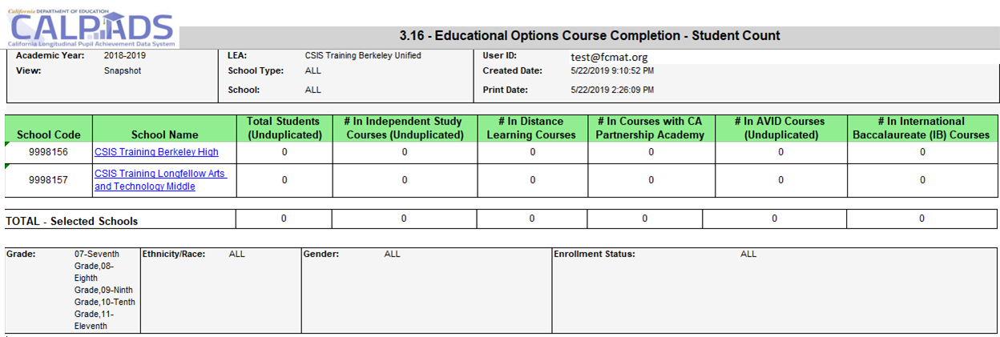 California DEPARTMENT OF EDUCATION
CALPADS
California Longitudinal Pupil Achievement Data System
3.16 - Educational Options Course Completion - Student Count
Academic Year: 2018-2019 LEA: CSIS Training Berkeley Unified User ID: test@fcmat.org
View: Snapshot School Type: ALL Created Date: 5/22/2019 9:10:52 PM
School: ALL Print Date: 5/22/2019 2:26:09 PM
Total Students # In Independent Study # In Distance # In Courses with CA # In AVID Courses # In International
School Code School Name (Unduplicated) Courses (Unduplicated) Learning Courses Partnership Academy (Unduplicated) Baccalaureate (IB) Courses
9998156 CSIS Training Berkeley High 0 0 0 0 0 0
CSIS Training Longfellow Arts
9998157 and Technology Middle 0 0 0 0 0 0
TOTAL - Selected Schools 0 0 0 0 0 0
Grade: 07-Seventh Ethnicity/Race: ALL Gender: ALL Enrollment Status: ALL
Grade,08-
Eighth
Grade,09-Ninth
Grade,10-Tenth
Grade,11-
Eleventh